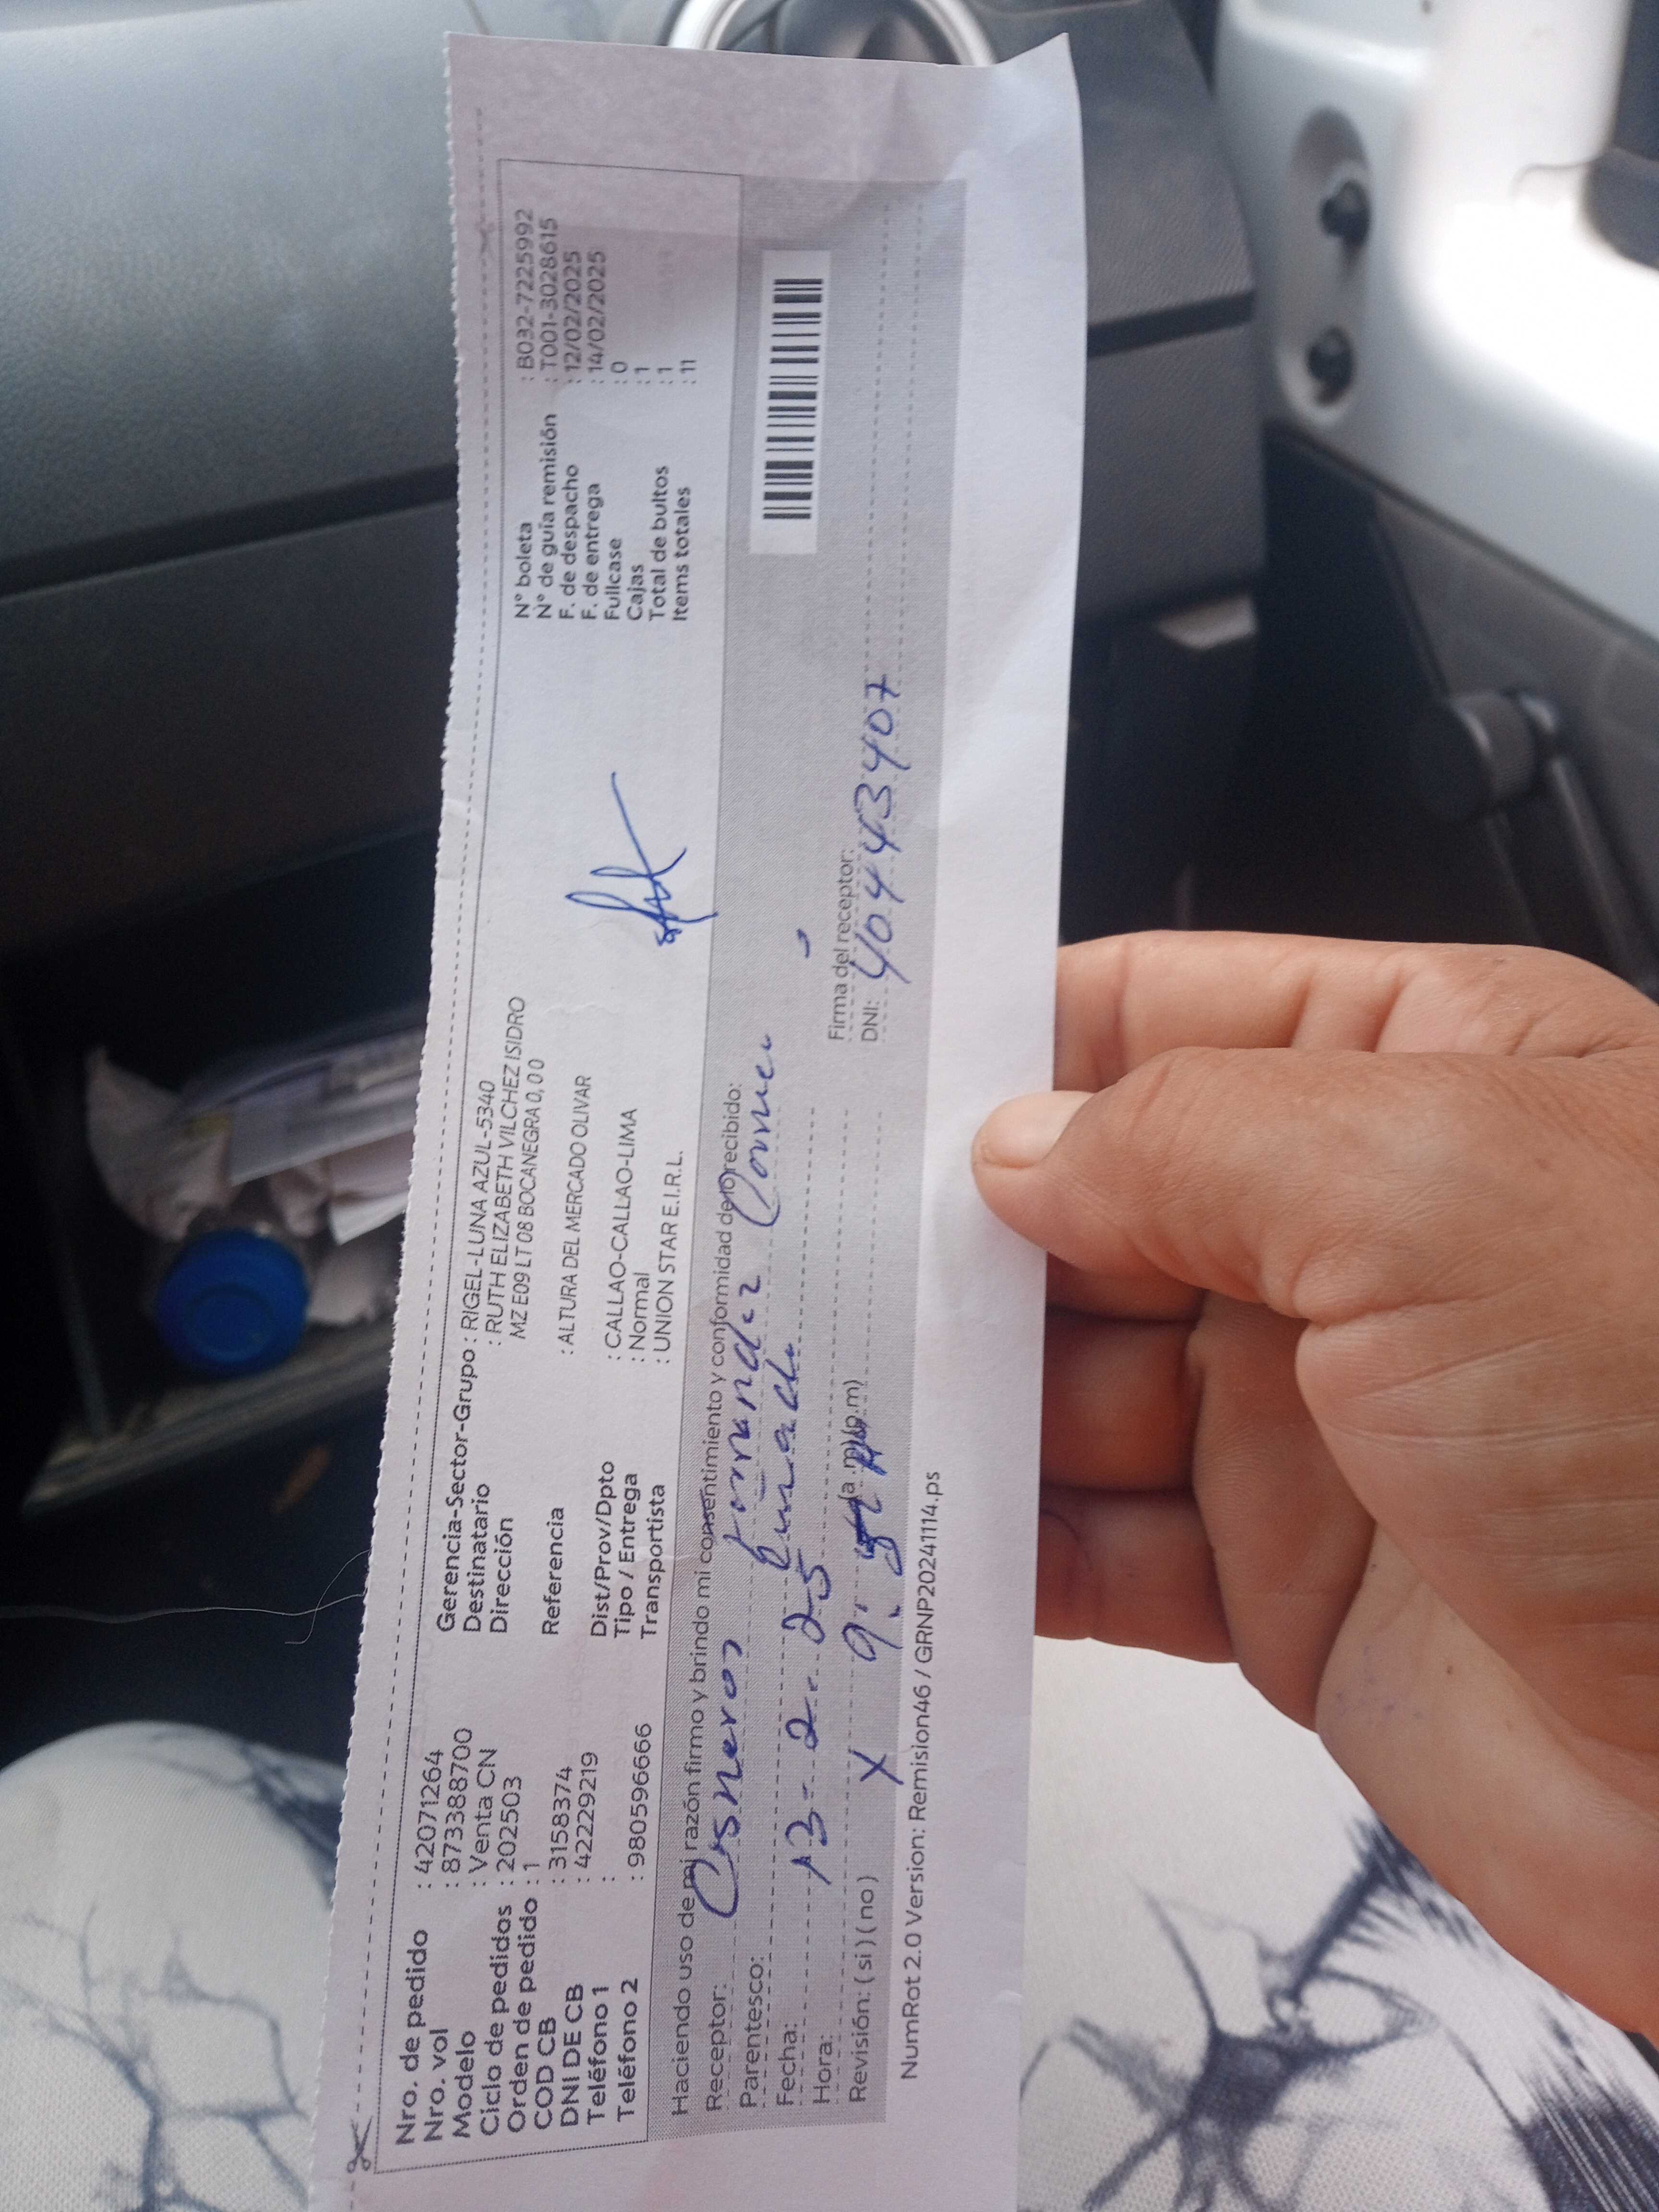 Nro. de pedido : 42071264
Nro. vol : 873388700
Modelo : Venta CN
Ciclo de pedidos : 202503
Orden de pedido : 1
COD CB : 3158374
DNI DE CB : 42229219
Teléfono 1 :
Teléfono 2 : 980596666
Gerencia-Sector-Grupo : RIGEL-LUNA AZUL-5340
Destinatario : RUTH ELIZABETH VILCHEZ ISIDRO
Dirección MZ E09 LT 08 BOCANEGRA 0,00
Referencia : ALTURA DEL MERCADO OLIVAR
Dist/Prov/Dpto : CALLAO-CALLAO-LIMA
Tipo / Entrega : Normal
Transportista : UNION STAR E.I.R.L.
N° boleta : B032-7225992
N° de guía remisión : T001-3028615
F. de despacho : 12/02/2025
F. de entrega : 14/02/2025
Fullcase : 0
Cajas : 1
Total de bultos : 1
Items totales : 11
Haciendo uso de mi razón firmo y brindo mi consentimiento y conformidad de lo recibido:
Receptor: Cisneros
Parentesco:
Fecha: 13-2-25
Hora: 9: (a.m)(p.m)
Revisión: ( si ) ( no ) X
Firma del receptor:
DNI: 40443407
NumRot 2.0 Version: Remision46 / GRNP20241114.ps